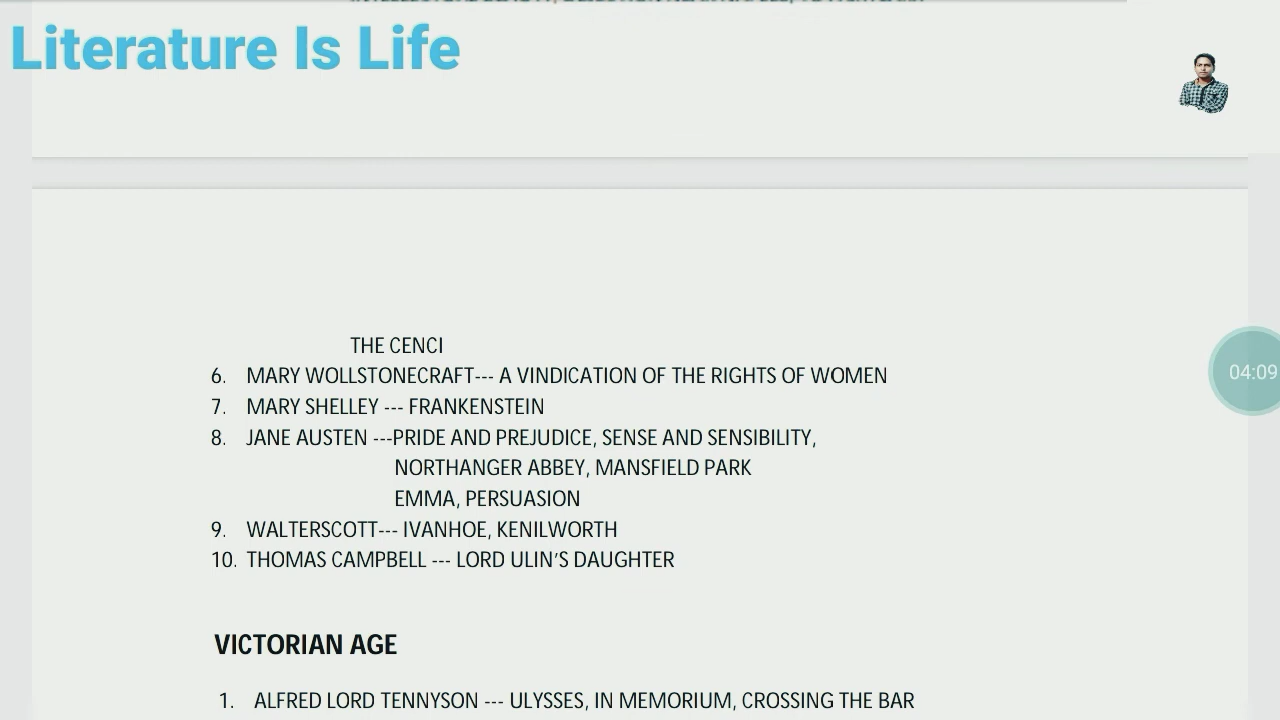 Literature Is Life
THE CENCI
6. MARY WOLLSTONECRAFT--- A VINDICATION OF THE RIGHTS OF WOMEN
7. MARY SHELLEY --- FRANKENSTEIN
04:09
8. JANE AUSTEN ---PRIDE AND PREJUDICE, SENSE AND SENSIBILITY,
NORTHANGER ABBEY, MANSFIELD PARK
EMMA, PERSUASION
9. WALTERSCOTT--- IVANHOE, KENILWORTH
10. THOMAS CAMPBELL --- LORD ULIN'S DAUGHTER
VICTORIAN AGE
1. ALFRED LORD TENNYSON --- ULYSSES, IN MEMORIUM, CROSSING THE BAR